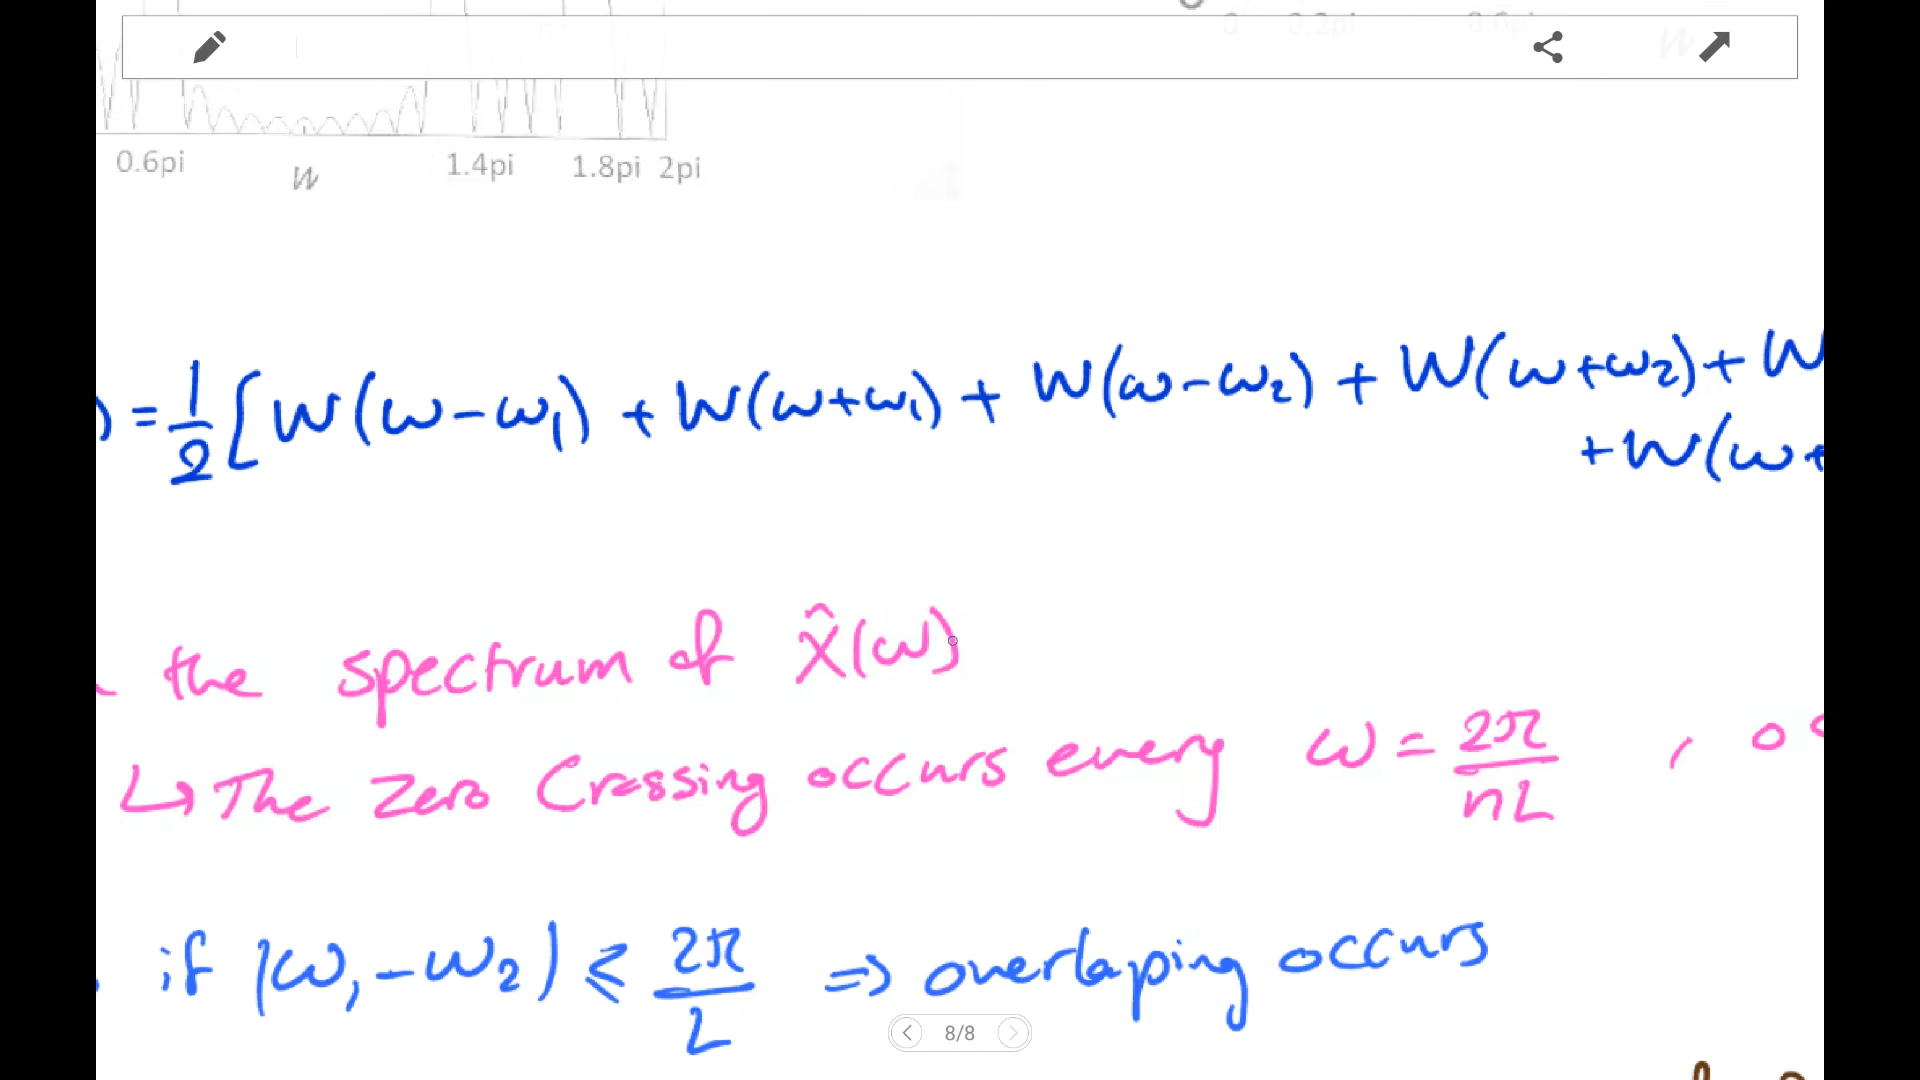 0.6pi W 1.4pi 1.8pi 2pi
) = 1/2 [ W(ω-ω₁) + W(ω+ω₁) + W(ω-ω₂) + W(ω+ω₂) + W
+W(ω+
the spectrum of X̂(ω)
↳ The zero Crossing occurs every ω = 2π/nL , o
if |ω₁-ω₂| ≤ 2π/L ⇒ overlaping occurs
8/8